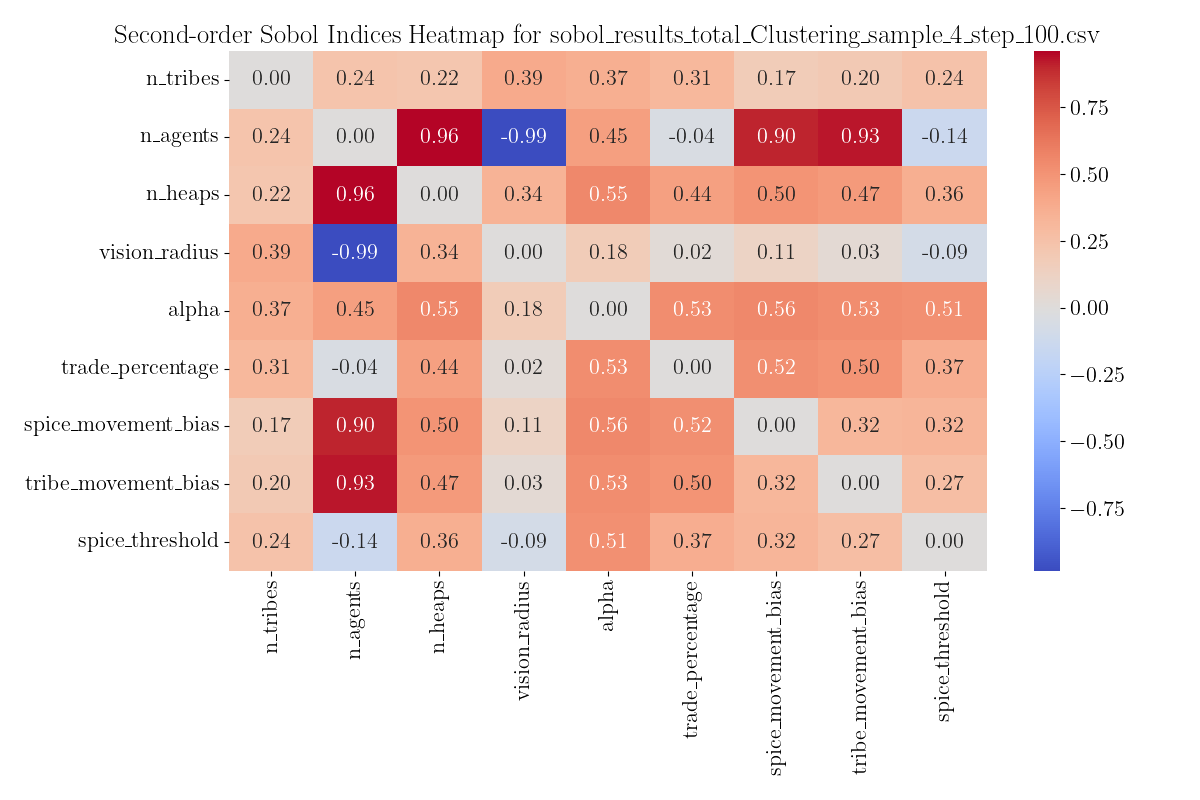 Second-order Sobol Indices Heatmap for sobol_results_total_Clustering_sample_4_step_100.csv
n_tribes 0.00 0.24 0.22 0.39 0.37 0.31 0.17 0.20 0.24
n_agents 0.24 0.00 0.96 -0.99 0.45 -0.04 0.90 0.93 -0.14
n_heaps 0.22 0.96 0.00 0.34 0.55 0.44 0.50 0.47 0.36
vision_radius 0.39 -0.99 0.34 0.00 0.18 0.02 0.11 0.03 -0.09
alpha 0.37 0.45 0.55 0.18 0.00 0.53 0.56 0.53 0.51
trade_percentage 0.31 -0.04 0.44 0.02 0.53 0.00 0.52 0.50 0.37
spice_movement_bias 0.17 0.90 0.50 0.11 0.56 0.52 0.00 0.32 0.32
tribe_movement_bias 0.20 0.93 0.47 0.03 0.53 0.50 0.32 0.00 0.27
spice_threshold 0.24 -0.14 0.36 -0.09 0.51 0.37 0.32 0.27 0.00
n_tribes
n_agents
n_heaps
vision_radius
alpha
trade_percentage
spice_movement_bias
tribe_movement_bias
spice_threshold
0.75
0.50
0.25
0.00
−0.25
−0.50
−0.75